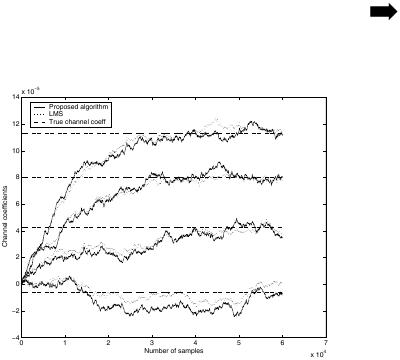 x 10⁻⁵
14
12
10
8
6
4
2
0
−2
−4
Channel coefficients
Proposed algorithm
LMS
True channel coeff
0 1 2 3 4 5 6 7
Number of samples
x 10⁴